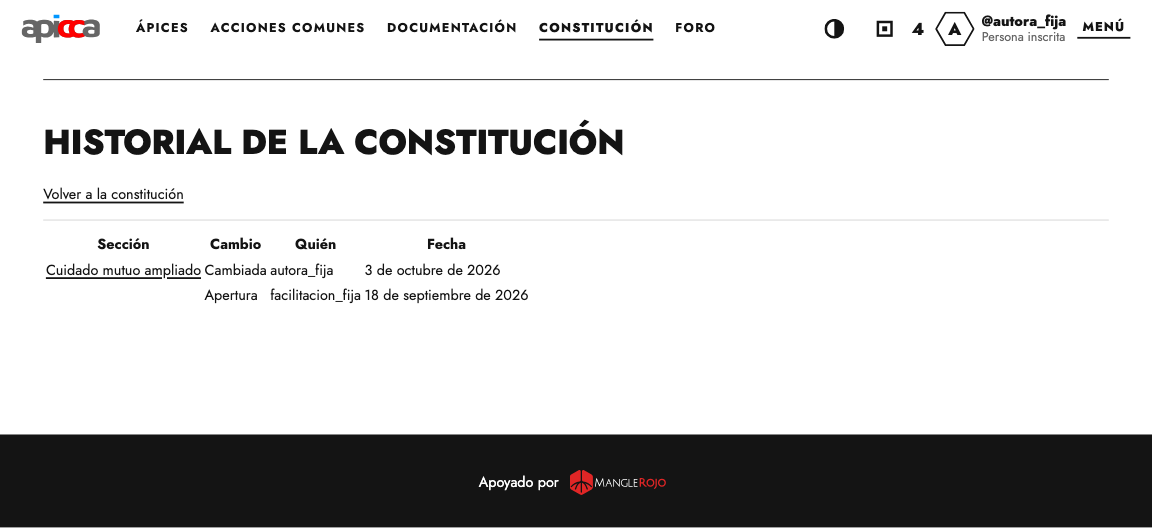 apicca ÁPICES ACCIONES COMUNES DOCUMENTACIÓN CONSTITUCIÓN FORO 4 A @autora_fija MENÚ
Persona inscrita
HISTORIAL DE LA CONSTITUCIÓN
Volver a la constitución
Sección Cambio Quién Fecha
Cuidado mutuo ampliado Cambiada autora_fija 3 de octubre de 2026
Apertura facilitacion_fija 18 de septiembre de 2026
Apoyado por MANGLEROJO